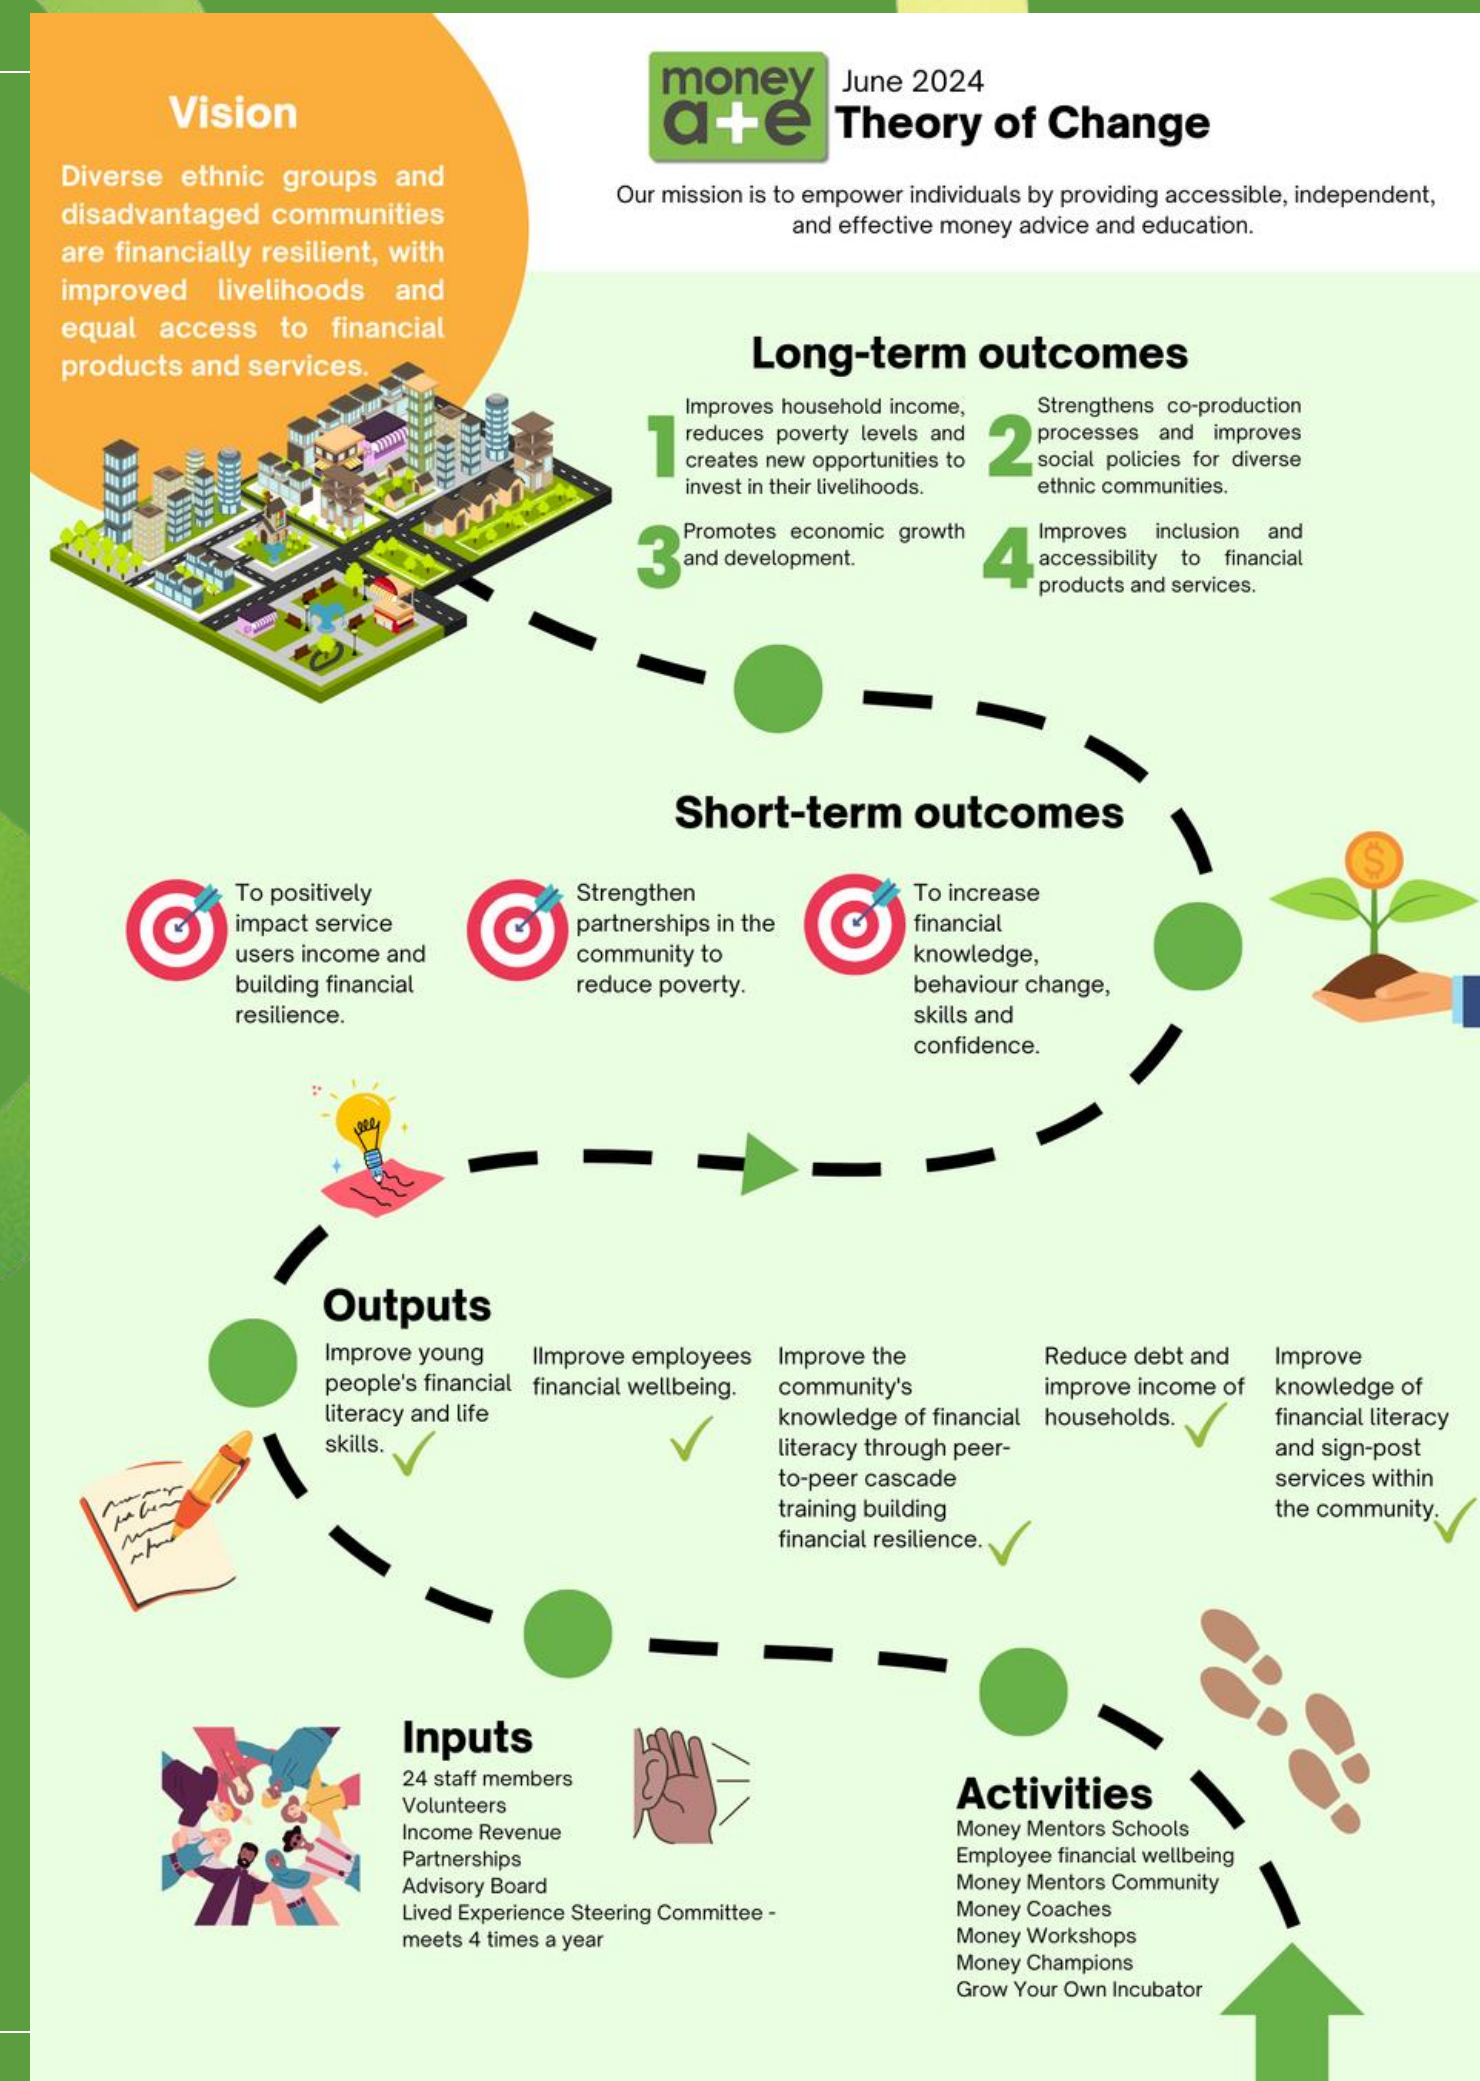 Vision
Diverse ethnic groups and
disadvantaged communities
are financially resilient, with
improved livelihoods and
equal access to financial
products and services.
money
a+e
June 2024
Theory of Change
Our mission is to empower individuals by providing accessible, independent,
and effective money advice and education.
Long-term outcomes
1
Improves household income,
reduces poverty levels and
creates new opportunities to
invest in their livelihoods.
2
Strengthens co-production
processes and improves
social policies for diverse
ethnic communities.
3
Promotes economic growth
and development.
4
Improves inclusion and
accessibility to financial
products and services.
Short-term outcomes
To positively
impact service
users income and
building financial
resilience.
Strengthen
partnerships in the
community to
reduce poverty.
To increase
financial
knowledge,
behaviour change,
skills and
confidence.
$
Outputs
Improve young
people's financial
literacy and life
skills.
IImprove employees
financial wellbeing.
Improve the
community's
knowledge of financial
literacy through peer-
to-peer cascade
training building
financial resilience.
Reduce debt and
improve income of
households.
Improve
knowledge of
financial literacy
and sign-post
services within
the community.
Inputs
24 staff members
Volunteers
Income Revenue
Partnerships
Advisory Board
Lived Experience Steering Committee -
meets 4 times a year
Activities
Money Mentors Schools
Employee financial wellbeing
Money Mentors Community
Money Coaches
Money Workshops
Money Champions
Grow Your Own Incubator